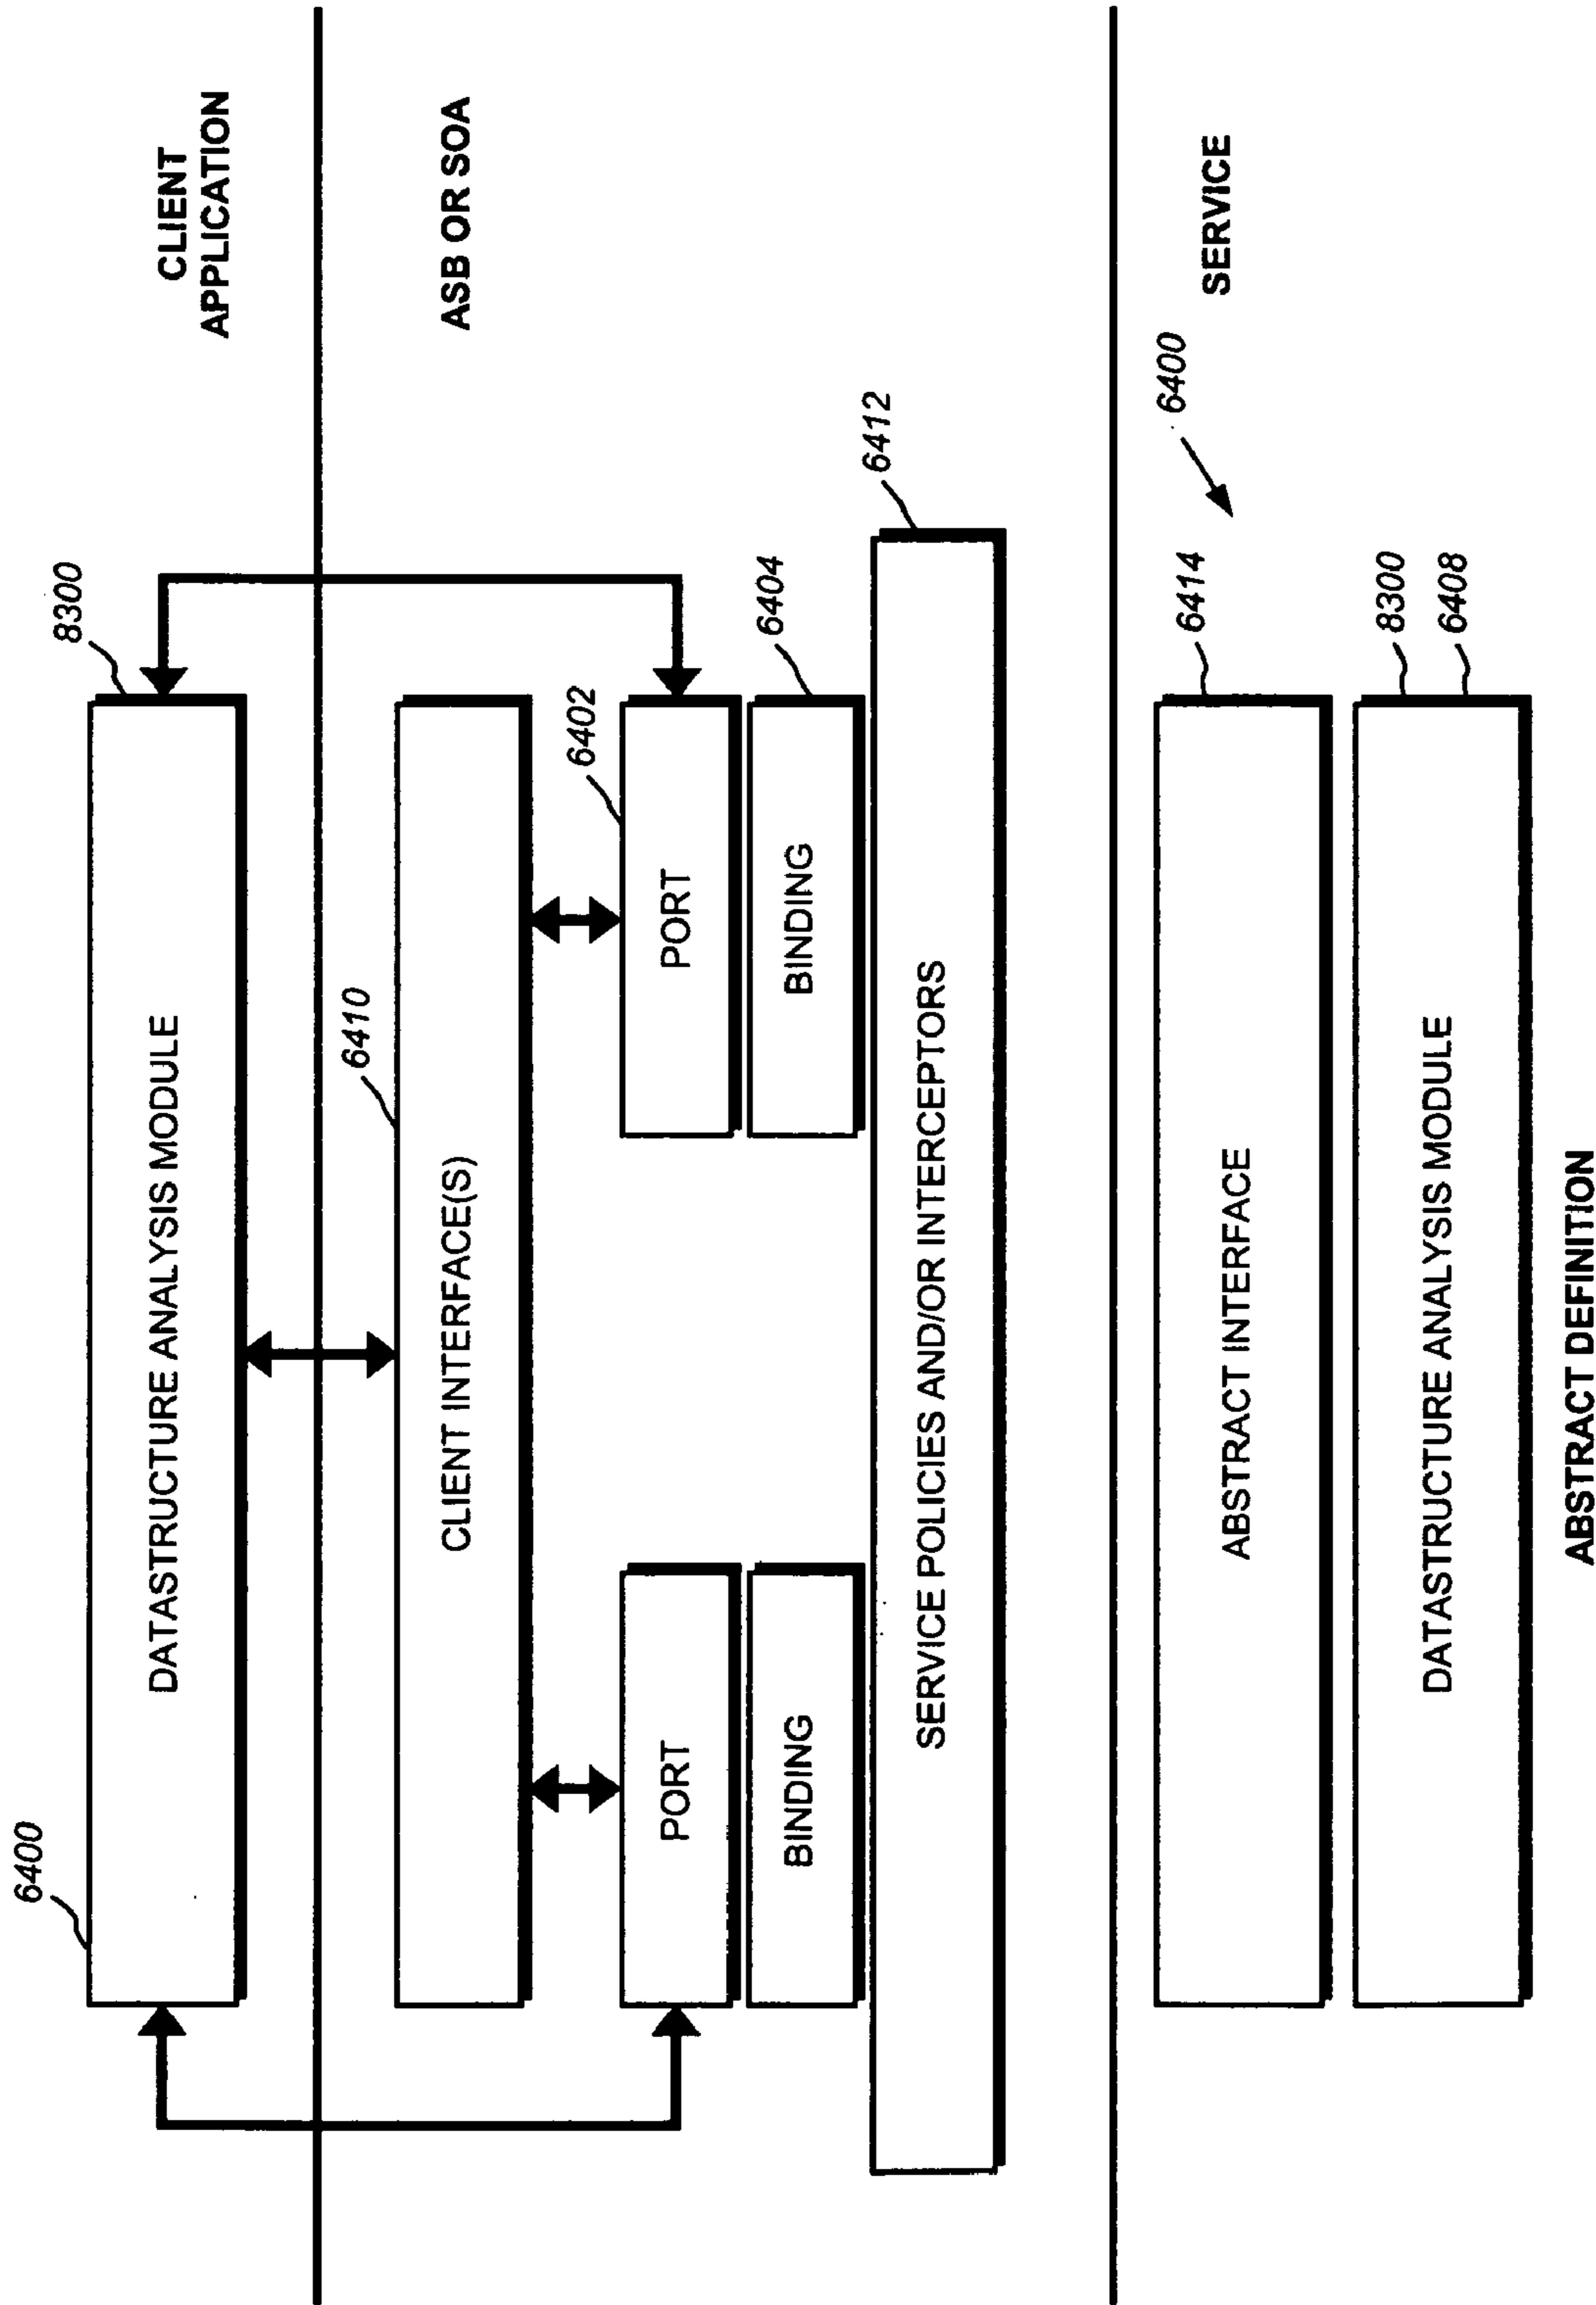 CLIENT
APPLICATION
6400
8300
DATASTRUCTURE ANALYSIS MODULE
ASB OR SOA
6410
CLIENT INTERFACE(S)
6402
PORT
PORT
6404
BINDING
BINDING
6412
SERVICE POLICIES AND/OR INTERCEPTORS
SERVICE
6400
6414
ABSTRACT INTERFACE
8300
6408
DATASTRUCTURE ANALYSIS MODULE
ABSTRACT DEFINITION